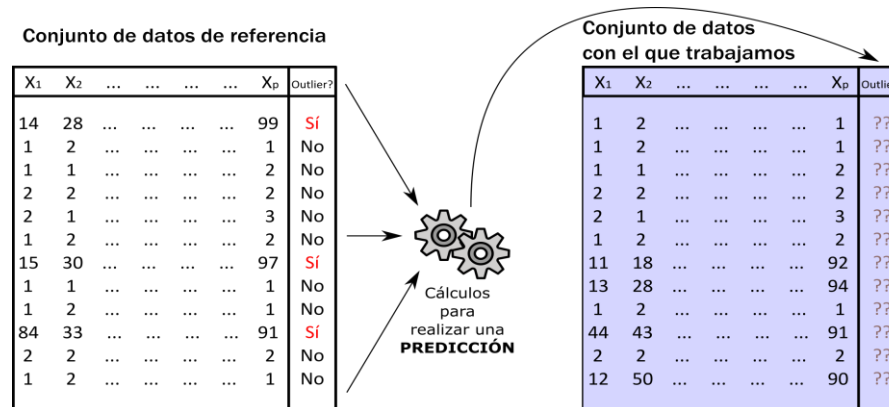 Conjunto de datos de referencia
X1 X2 ... ... ... ... Xp Outlier?
14 28 ... ... ... ... 99 Sí
1 2 ... ... ... ... 1 No
1 1 ... ... ... ... 2 No
2 2 ... ... ... ... 2 No
2 1 ... ... ... ... 3 No
1 2 ... ... ... ... 2 No
15 30 ... ... ... ... 97 Sí
1 1 ... ... ... ... 1 No
1 2 ... ... ... ... 1 No
84 33 ... ... ... ... 91 Sí
2 2 ... ... ... ... 2 No
1 2 ... ... ... ... 1 No
Cálculos
para
realizar una
PREDICCIÓN
Conjunto de datos
con el que trabajamos
X1 X2 ... ... ... ... Xp Outlie
1 2 ... ... ... ... 1 ??
1 2 ... ... ... ... 1 ??
1 1 ... ... ... ... 2 ??
2 2 ... ... ... ... 2 ??
2 1 ... ... ... ... 3 ??
1 2 ... ... ... ... 2 ??
11 18 ... ... ... ... 92 ??
13 28 ... ... ... ... 94 ??
1 2 ... ... ... ... 1 ??
44 43 ... ... ... ... 91 ??
2 2 ... ... ... ... 2 ??
12 50 ... ... ... ... 90 ??